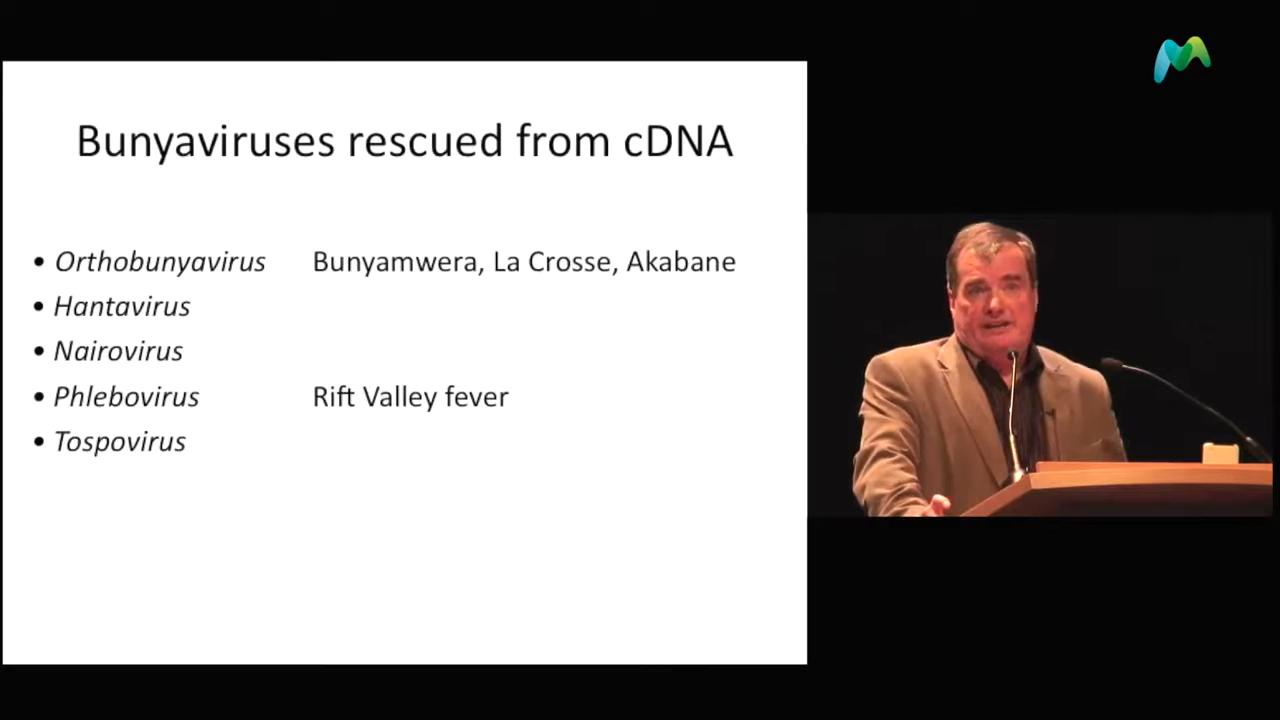 Bunyaviruses rescued from cDNA
• Orthobunyavirus Bunyamwera, La Crosse, Akabane
• Hantavirus
• Nairovirus
• Phlebovirus Rift Valley fever
• Tospovirus